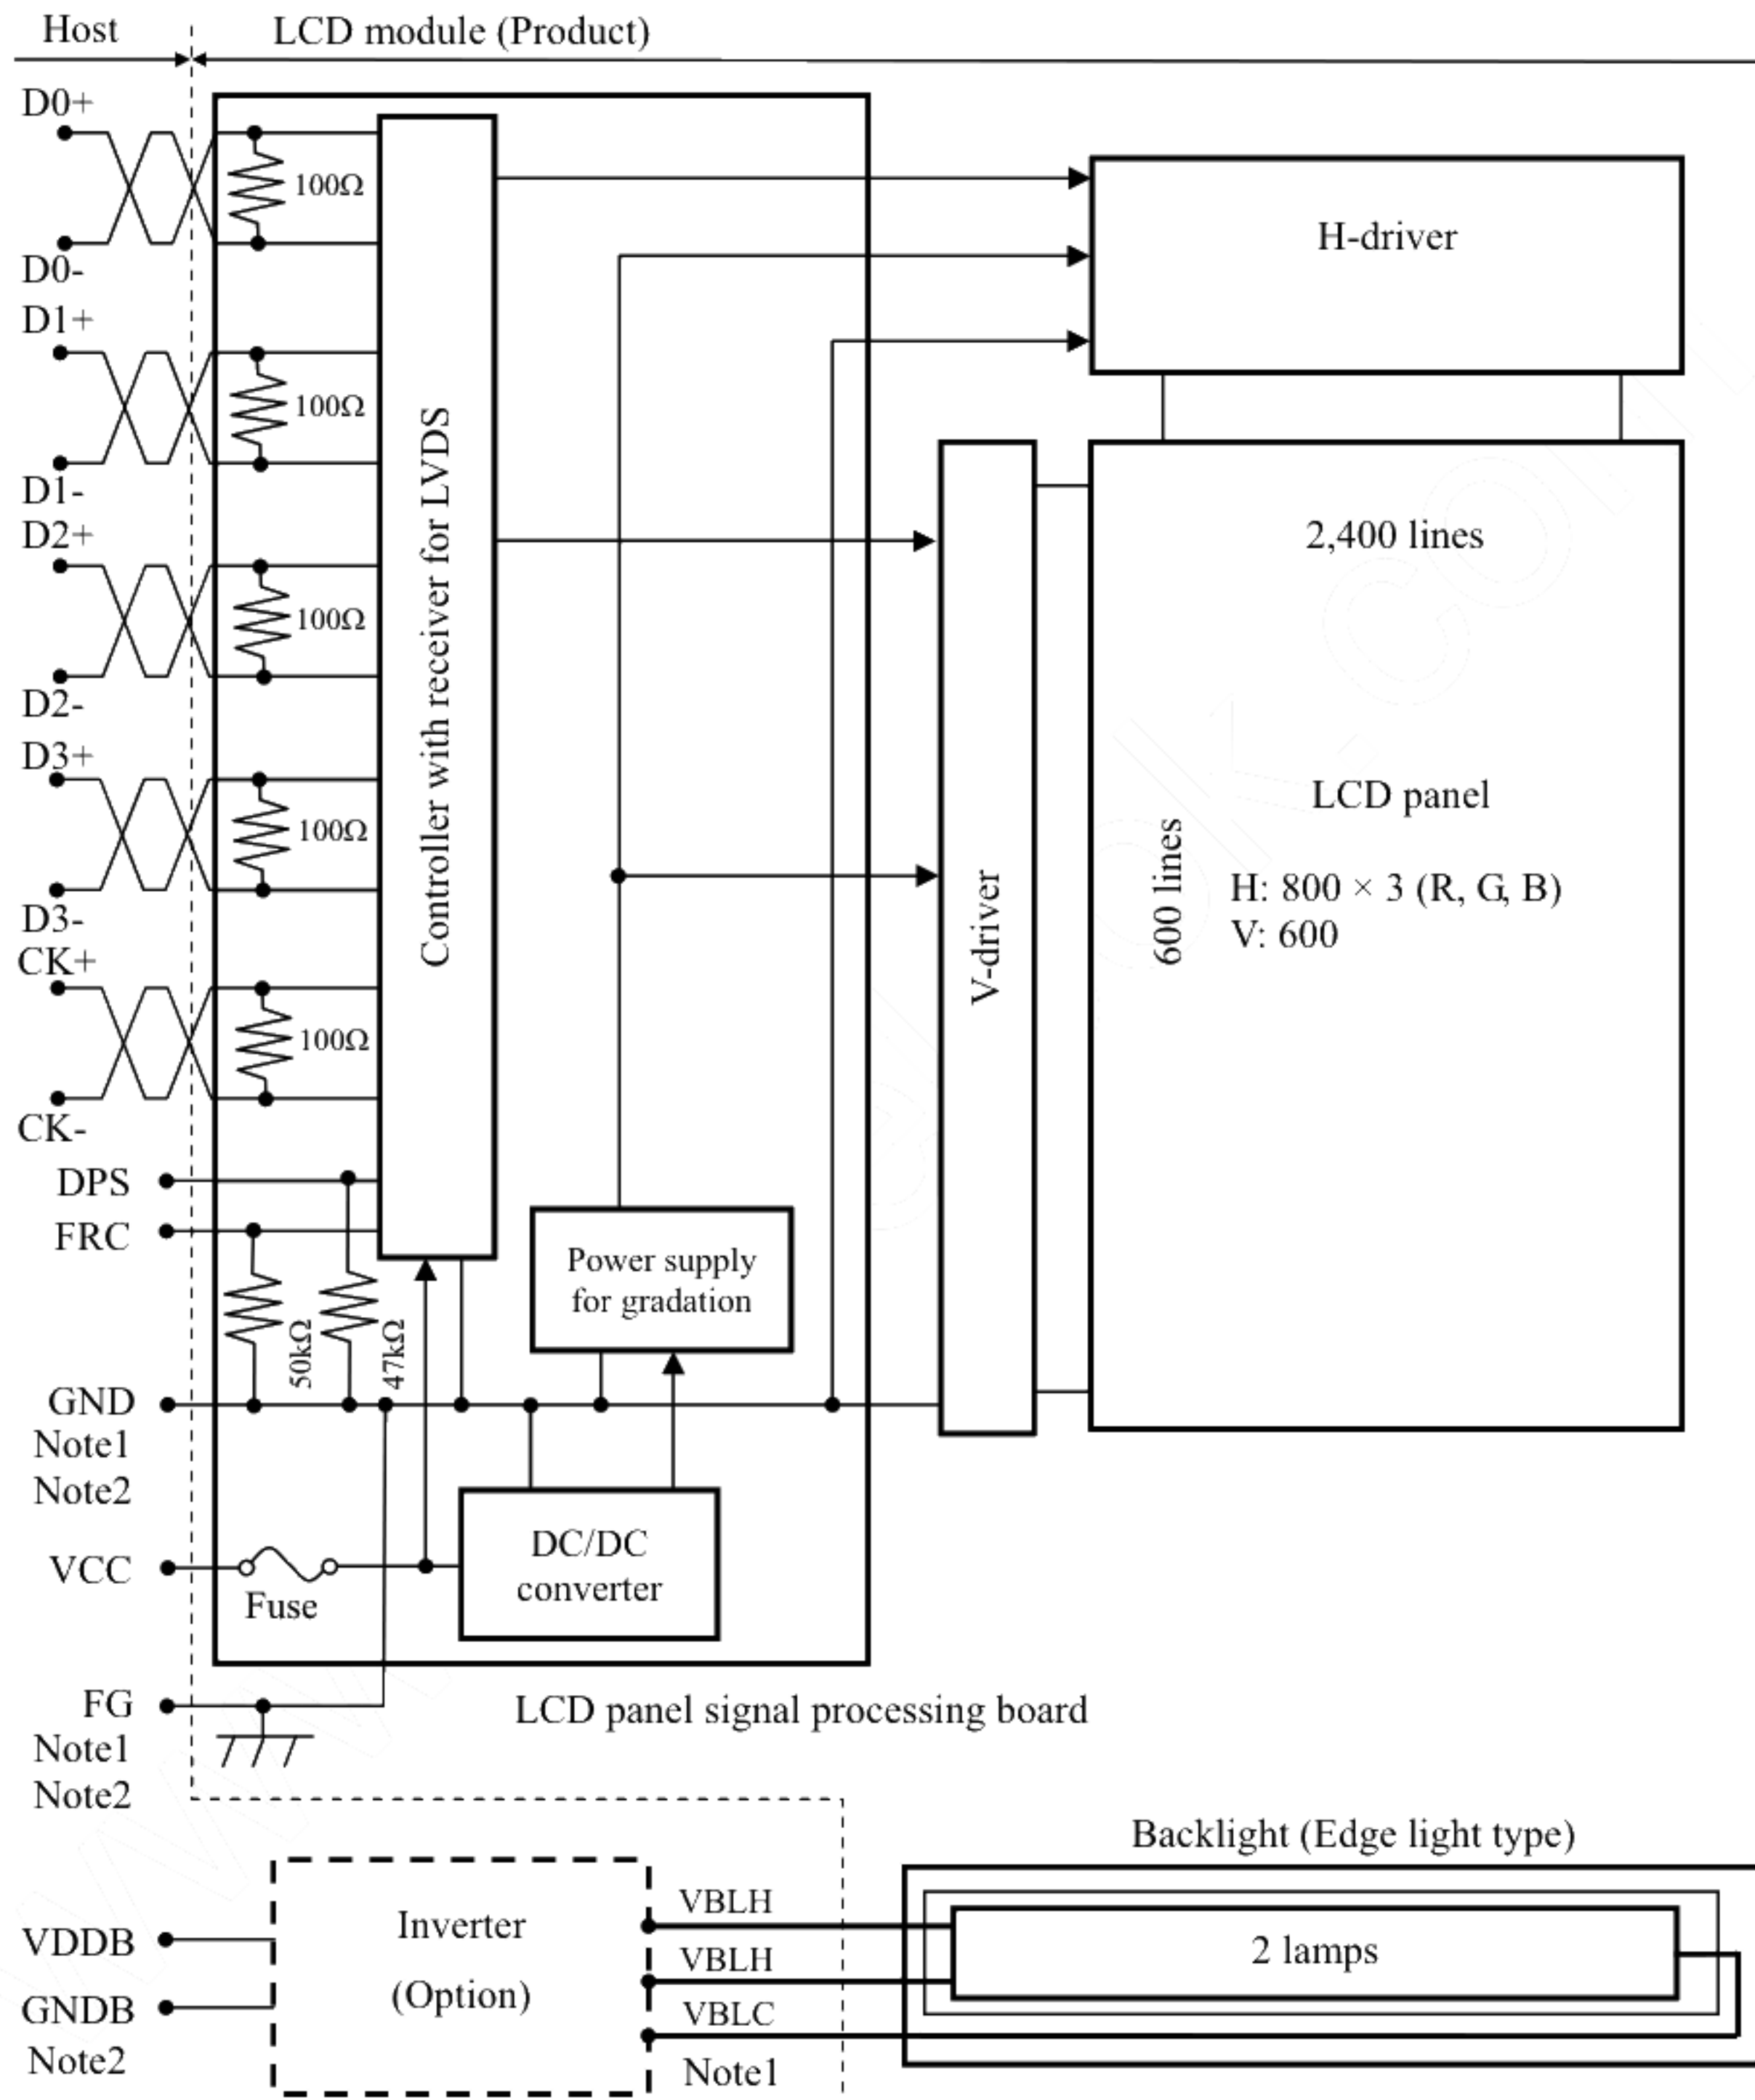 Host
LCD module (Product)
D0+
100Ω
D0-
D1+
100Ω
D1-
D2+
100Ω
D2-
D3+
100Ω
D3-
CK+
100Ω
CK-
DPS
FRC
50kΩ
47kΩ
GND
Note1
Note2
VCC
Fuse
FG
Note1
Note2
Controller with receiver for LVDS
Power supply
for gradation
DC/DC
converter
LCD panel signal processing board
H-driver
V-driver
2,400 lines
600 lines
LCD panel
H: 800 × 3 (R, G, B)
V: 600
Backlight (Edge light type)
VDDB
GNDB
Note2
Inverter
(Option)
VBLH
VBLH
VBLC
Note1
2 lamps